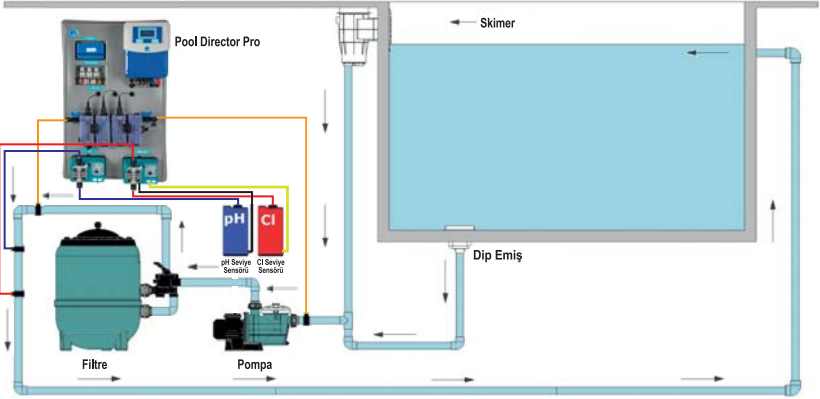 Skimer
Pool Director Pro
pH
Cl
pH Seviye
Sensörü
Cl Seviye
Sensörü
Dip Emiş
Filtre
Pompa